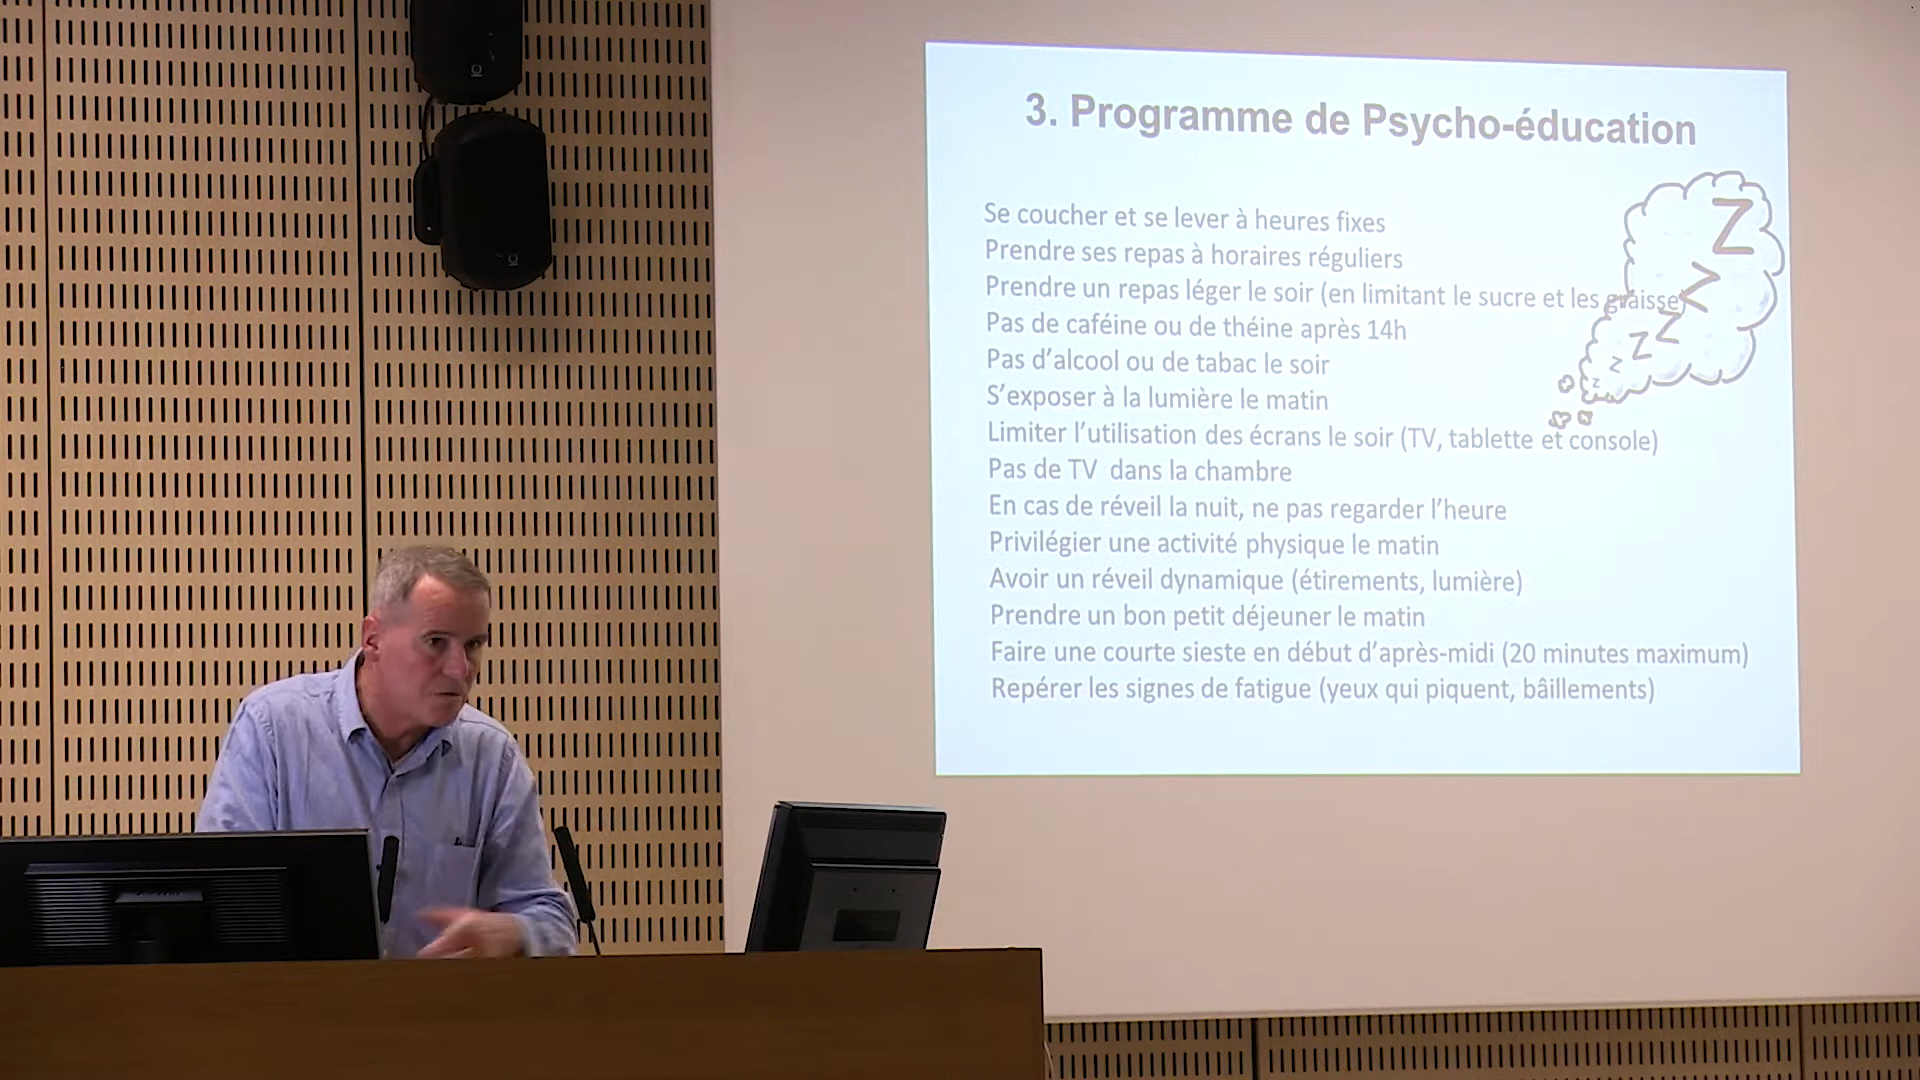 3. Programme de Psycho-éducation
Se coucher et se lever à heures fixes
Prendre ses repas à horaires réguliers
Prendre un repas léger le soir (en limitant le sucre et les graisse
Pas de caféine ou de théine après 14h
Pas d’alcool ou de tabac le soir
S’exposer à la lumière le matin
Limiter l’utilisation des écrans le soir (TV, tablette et console)
Pas de TV  dans la chambre
En cas de réveil la nuit, ne pas regarder l’heure
Privilégier une activité physique le matin
Avoir un réveil dynamique (étirements, lumière)
Prendre un bon petit déjeuner le matin
Faire une courte sieste en début d’après-midi (20 minutes maximum)
Repérer les signes de fatigue (yeux qui piquent, bâillements)
Z
Z
Z
Z
z
z